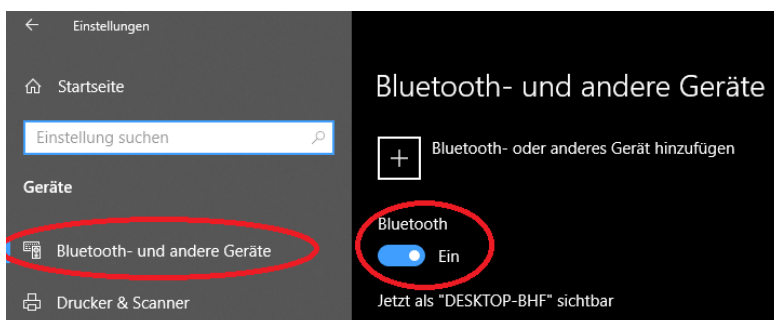 Einstellungen
Startseite
Einstellung suchen
Geräte
Bluetooth- und andere Geräte
Drucker & Scanner
Bluetooth- und andere Geräte
Bluetooth- oder anderes Gerät hinzufügen
Bluetooth
Ein
Jetzt als "DESKTOP-BHF" sichtbar